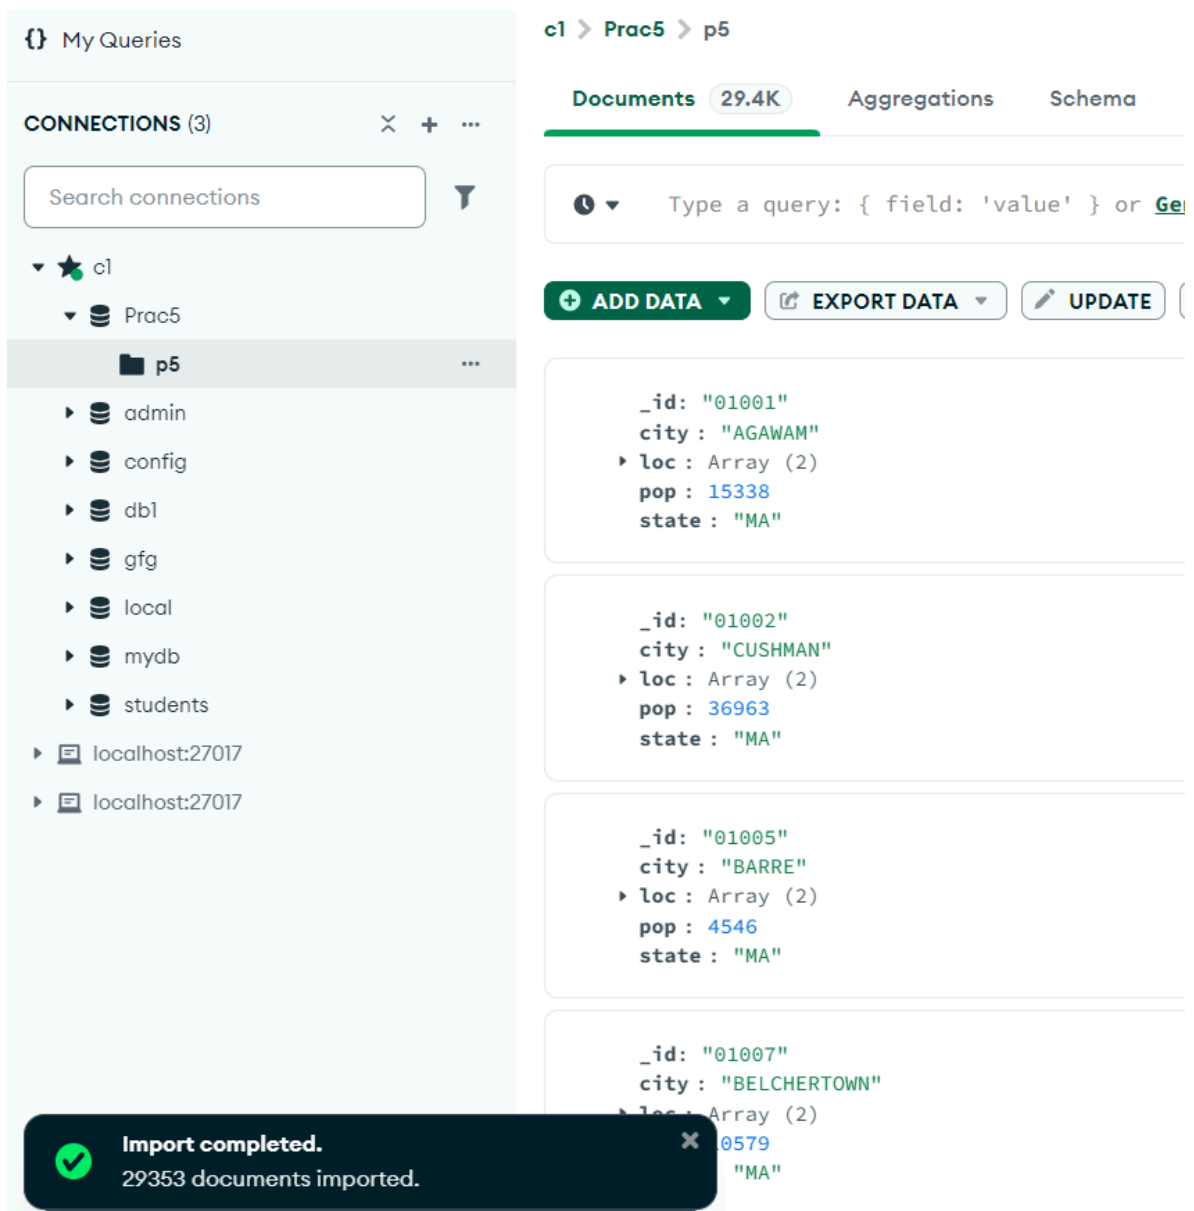 {} My Queries
CONNECTIONS (3)
Search connections
c1
Prac5
p5
admin
config
db1
gfg
local
mydb
students
localhost:27017
localhost:27017
c1 > Prac5 > p5
Documents 29.4K Aggregations Schema
Type a query: { field: 'value' } or
ADD DATA EXPORT DATA UPDATE
_id: "01001"
city : "AGAWAM"
loc : Array (2)
pop : 15338
state : "MA"
_id: "01002"
city : "CUSHMAN"
loc : Array (2)
pop : 36963
state : "MA"
_id: "01005"
city : "BARRE"
loc : Array (2)
pop : 4546
state : "MA"
_id: "01007"
city : "BELCHERTOWN"
loc : Array (2)
0579
"MA"
Import completed.
29353 documents imported.